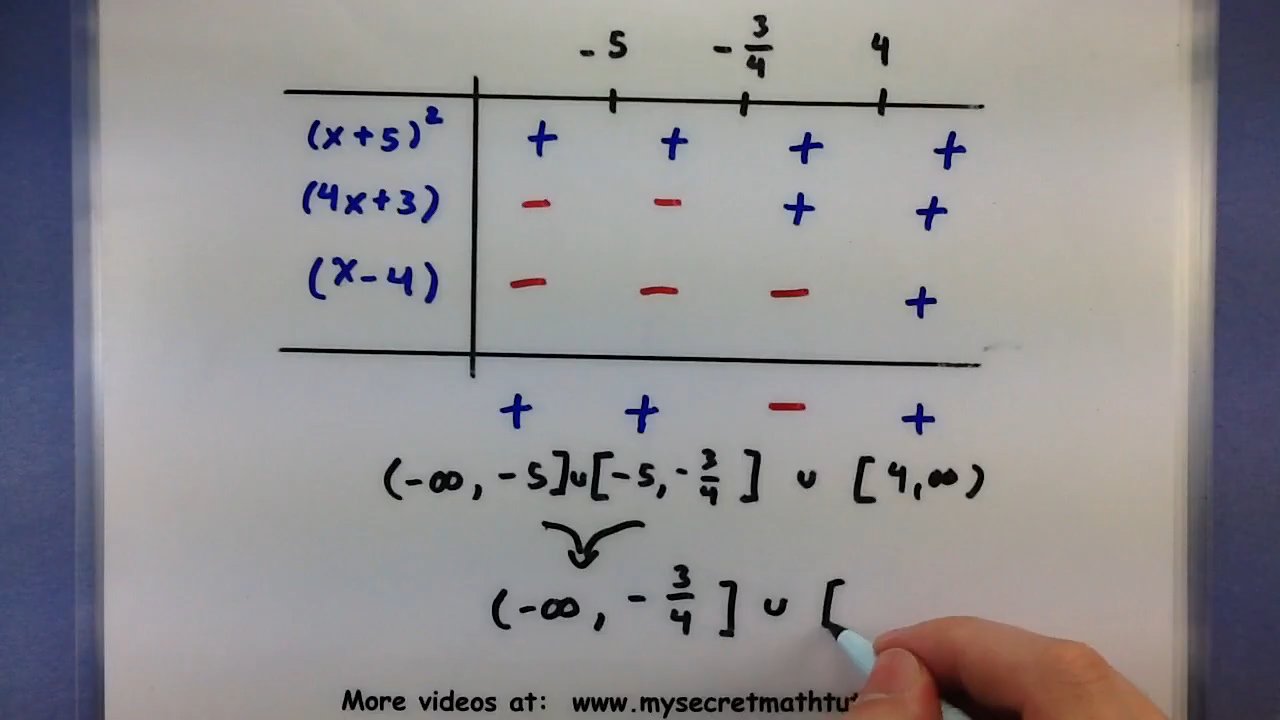 -5 -3/4 4
(x+5)² + + + +
(4x+3) - - + +
(x-4) - - - +
+ + - +
(-∞, -5]∪[-5, -3/4] ∪ [4,∞)
(-∞, -3/4] ∪ [
More videos at: www.mysecretmathtu